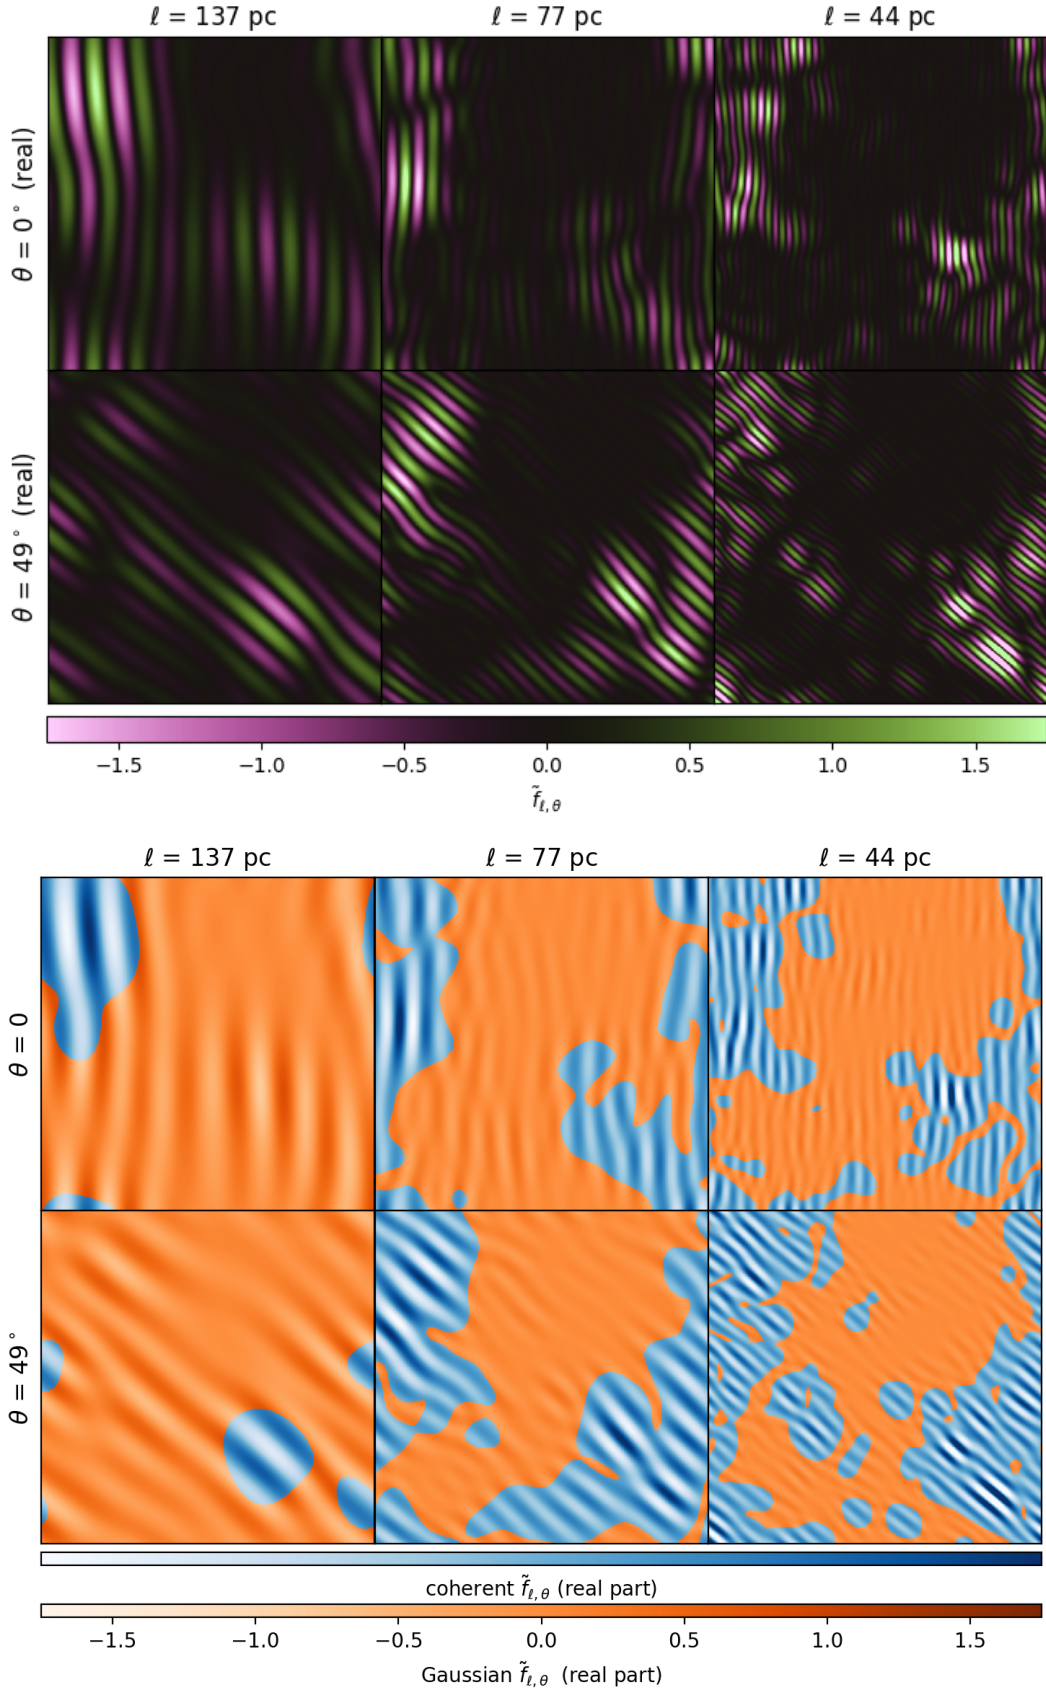 ℓ = 137 pc ℓ = 77 pc ℓ = 44 pc
θ = 0° (real)
θ = 49° (real)
−1.5 −1.0 −0.5 0.0 0.5 1.0 1.5
f̃ℓ,θ
ℓ = 137 pc ℓ = 77 pc ℓ = 44 pc
θ = 0
θ = 49°
coherent f̃ℓ,θ (real part)
−1.5 −1.0 −0.5 0.0 0.5 1.0 1.5
Gaussian f̃ℓ,θ (real part)